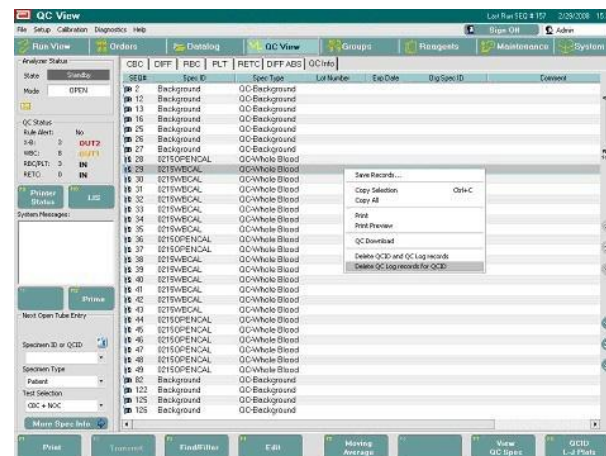 QC View
Last Run SEQ # 157 2/29/2008
File Setup Calibration Diagnostics Help
Sign Off Admin
Run View Orders Datalog QC View Groups Reagents Maintenance System
Analyzer Status
State Standby
Mode OPEN
QC Status
Rule Alert: No
X-B: 3 OUT2
WBC:
RBC/PLT: 3 IN
RETC: 0 IN
Printer Status LIS
System Messages:
Prime
Next Open Tube Entry
Specimen ID or QCID
Specimen Type
Patient
Test Selection
CBC + NOC
More Spec Info
CBC DIFF RBC PLT RETC DIFF ABS QC Info
SEQ# Spec ID Spec Type Lot Number Exp Date Orig Spec ID Comment
2 Background QC-Background
12 Background QC-Background
13 Background QC-Background
16 Background QC-Background
25 Background QC-Background
26 Background QC-Background
27 Background QC-Background
28 0215OPENCAL QC-Whole Blood
29 0215WBCAL QC-Whole Blood
30 0215WBCAL QC-Whole Blood
31 0215WBCAL QC-Whole Blood
32 0215WBCAL QC-Whole Blood
33 0215WBCAL QC-Whole Blood
34 0215WBCAL QC-Whole Blood
35 0215WBCAL QC-Whole Blood
36 0215OPENCAL QC-Whole Blood
37 0215OPENCAL QC-Whole Blood
38 0215WBCAL QC-Whole Blood
39 0215WBCAL QC-Whole Blood
40 0215WBCAL QC-Whole Blood
41 0215WBCAL QC-Whole Blood
42 0215WBCAL QC-Whole Blood
43 0215WBCAL QC-Whole Blood
44 0215OPENCAL QC-Whole Blood
45 0215OPENCAL QC-Whole Blood
46 0215OPENCAL QC-Whole Blood
47 0215OPENCAL QC-Whole Blood
48 0215OPENCAL QC-Whole Blood
49 0215OPENCAL QC-Whole Blood
82 Background QC-Background
122 Background QC-Background
125 Background QC-Background
126 Background QC-Background
Save Records...
Copy Selection Ctrl+C
Copy All
Print
Print Preview
QC Download
Delete QCID and QC Log records
Delete QC Log records for QCID
Print Transmit Find/Filter Edit Moving Average View QC Spec QCID L-J Plots